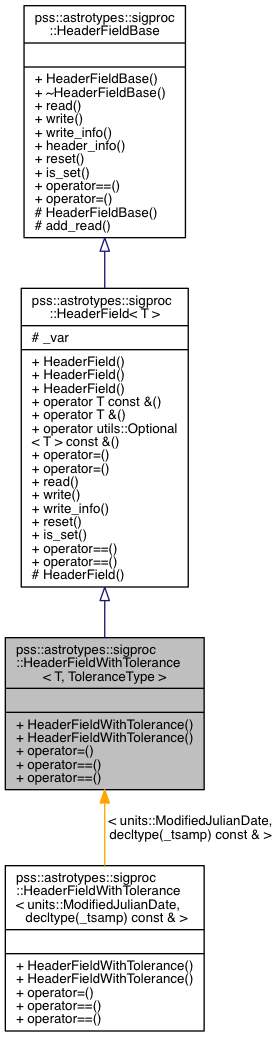 pss::astrotypes::sigproc
::HeaderFieldBase
+ HeaderFieldBase()
+ ~HeaderFieldBase()
+ read()
+ write()
+ write_info()
+ header_info()
+ reset()
+ is_set()
+ operator==()
+ operator=()
# HeaderFieldBase()
# add_read()
pss::astrotypes::sigproc
::HeaderField< T >
# _var
+ HeaderField()
+ HeaderField()
+ HeaderField()
+ operator T const &()
+ operator T &()
+ operator utils::Optional
< T > const &()
+ operator=()
+ operator=()
+ read()
+ write()
+ write_info()
+ reset()
+ is_set()
+ operator==()
+ operator==()
# HeaderField()
pss::astrotypes::sigproc
::HeaderFieldWithTolerance
< T, ToleranceType >
+ HeaderFieldWithTolerance()
+ HeaderFieldWithTolerance()
+ operator=()
+ operator==()
+ operator==()
< units::ModifiedJulianDate,
decltype(_tsamp) const & >
pss::astrotypes::sigproc
::HeaderFieldWithTolerance
< units::ModifiedJulianDate,
decltype(_tsamp) const & >
+ HeaderFieldWithTolerance()
+ HeaderFieldWithTolerance()
+ operator=()
+ operator==()
+ operator==()